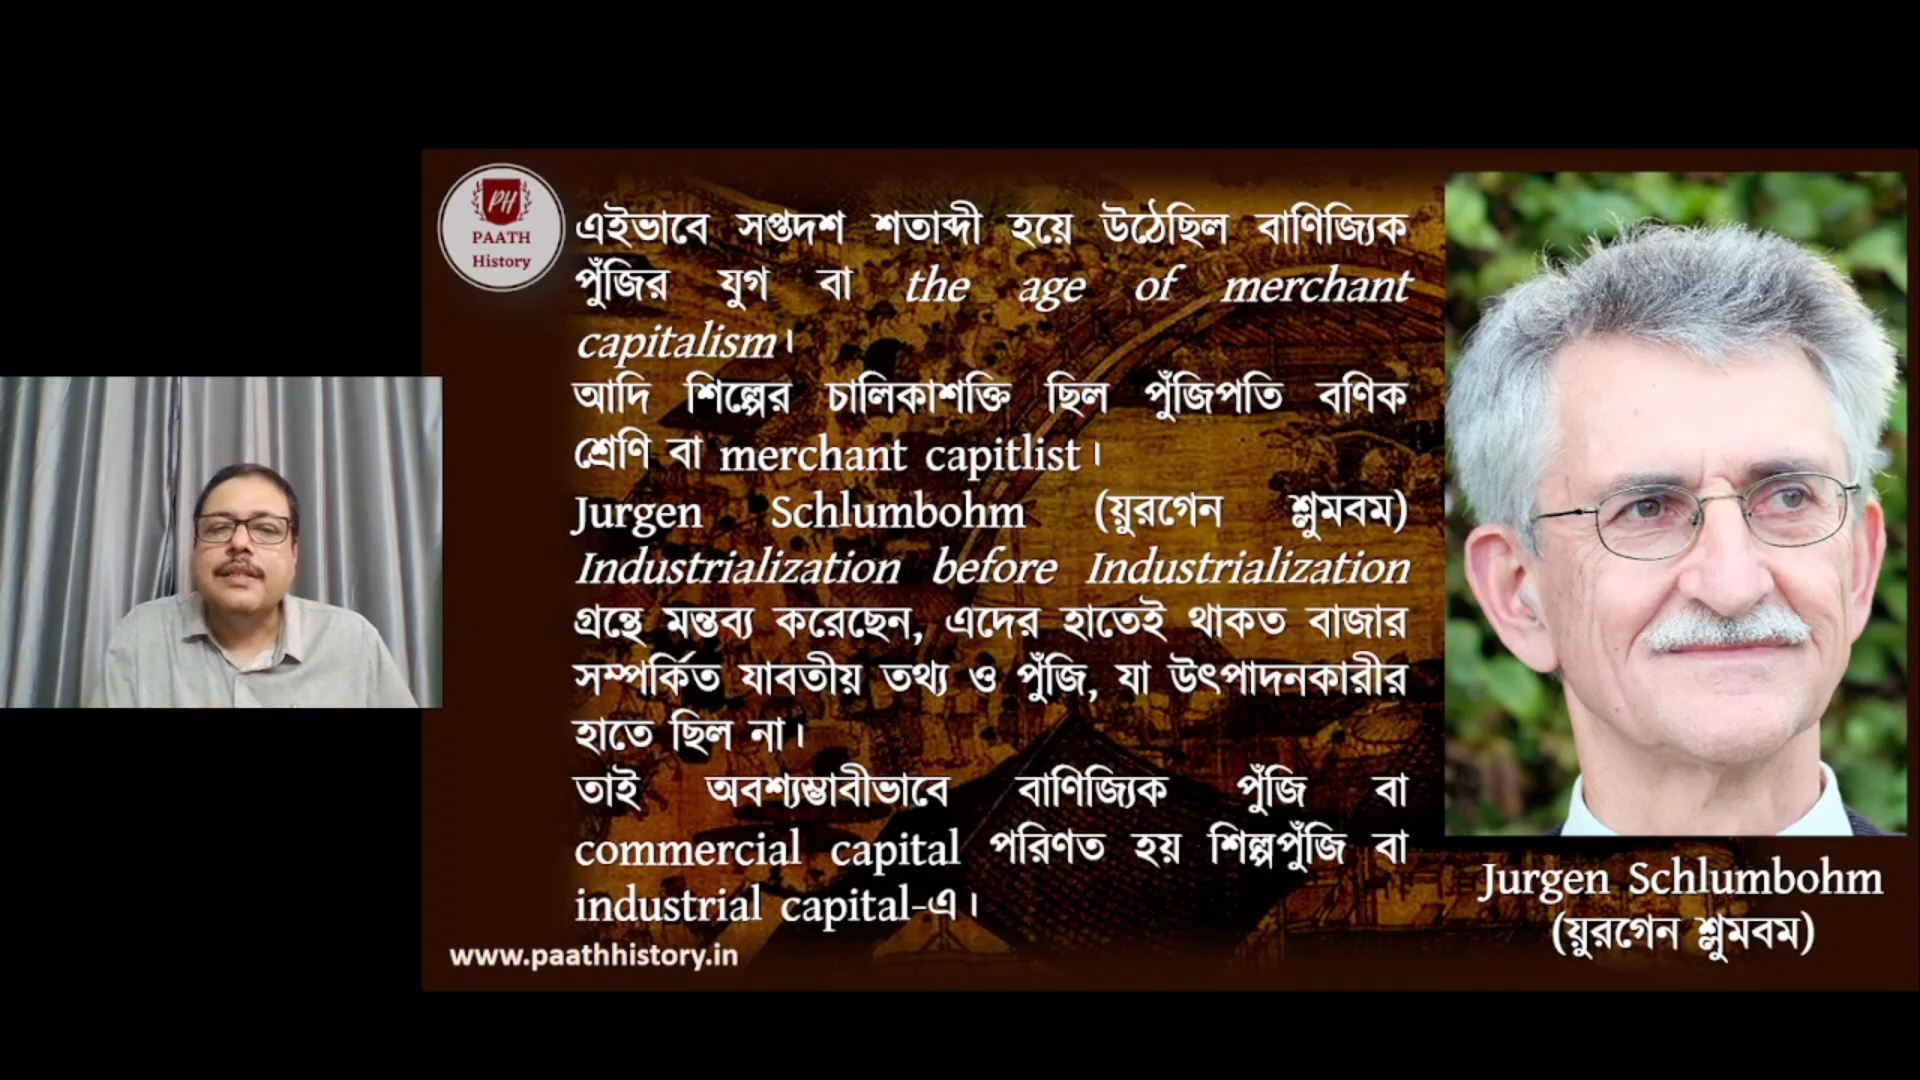 PH
PAATH
History
এইভাবে সপ্তদশ শতাব্দী হয়ে উঠেছিল বাণিজ্যিক
পুঁজির যুগ বা the age of merchant
capitalism।
আদি শিল্পের চালিকাশক্তি ছিল পুঁজিপতি বণিক
শ্রেণি বা merchant capitlist।
Jurgen Schlumbohm (য়ুরগেন শ্লুমবম)
Industrialization before Industrialization
গ্রন্থে মন্তব্য করেছেন, এদের হাতেই থাকত বাজার
সম্পর্কিত যাবতীয় তথ্য ও পুঁজি, যা উৎপাদনকারীর
হাতে ছিল না।
তাই অবশ্যম্ভাবীভাবে বাণিজ্যিক পুঁজি বা
commercial capital পরিণত হয় শিল্পপুঁজি বা
industrial capital-এ।
www.paathhistory.in
Jurgen Schlumbohm
(য়ুরগেন শ্লুমবম)